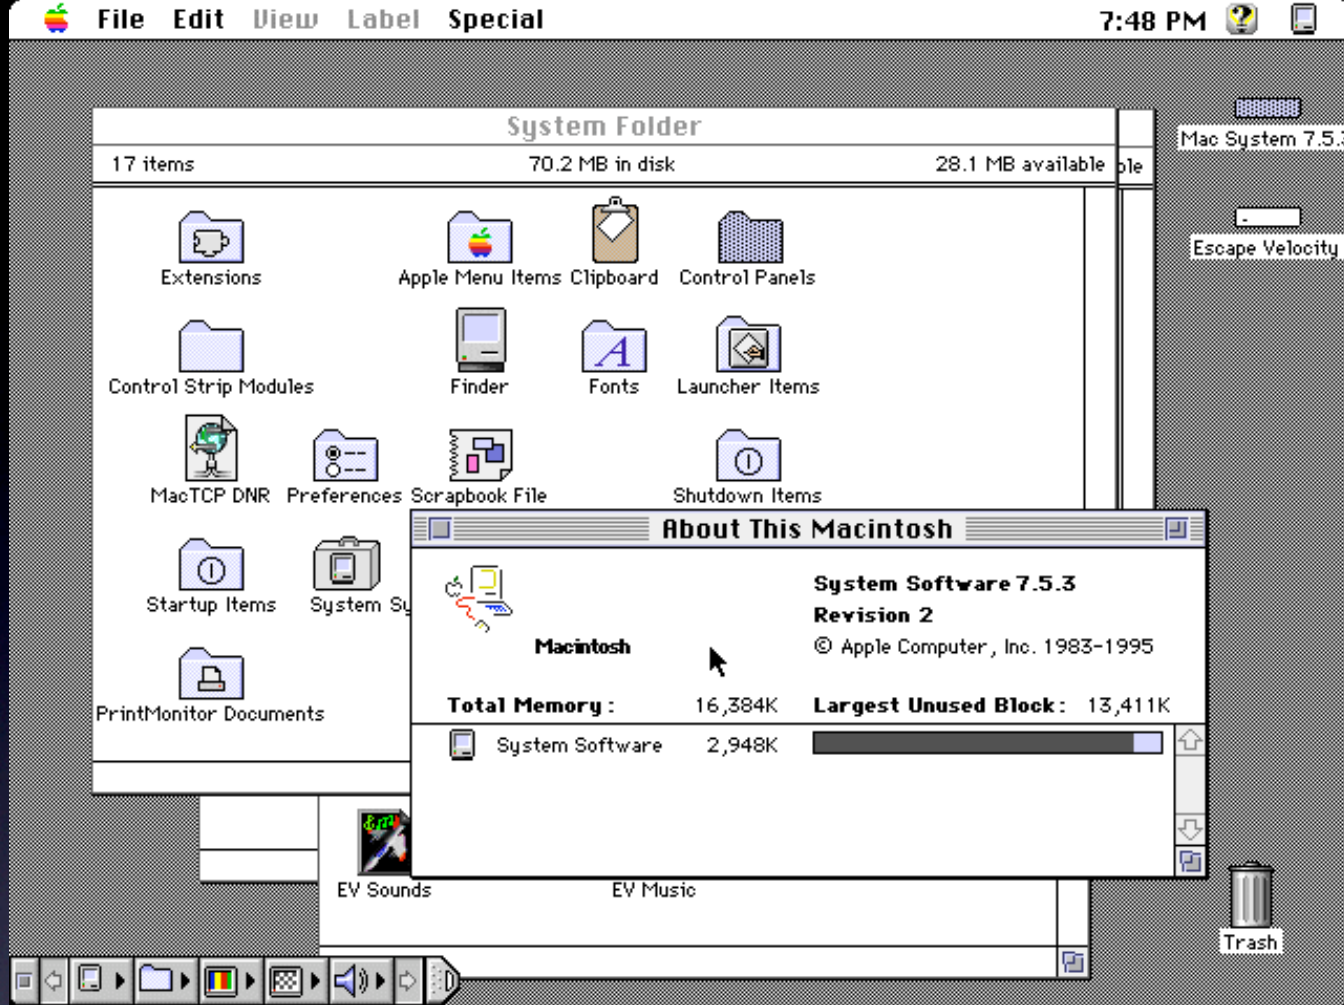 File Edit View Label Special 7:48 PM
System Folder
17 items 70.2 MB in disk 28.1 MB available
Mac System 7.5.3
Escape Velocity
Extensions Apple Menu Items Clipboard Control Panels
Control Strip Modules Finder Fonts Launcher Items
MacTCP DNR Preferences Scrapbook File Shutdown Items
Startup Items System Sy
PrintMonitor Documents
About This Macintosh
System Software 7.5.3
Revision 2
Macintosh © Apple Computer, Inc. 1983-1995
Total Memory: 16,384K Largest Unused Block: 13,411K
System Software 2,948K
EV Sounds EV Music
Trash